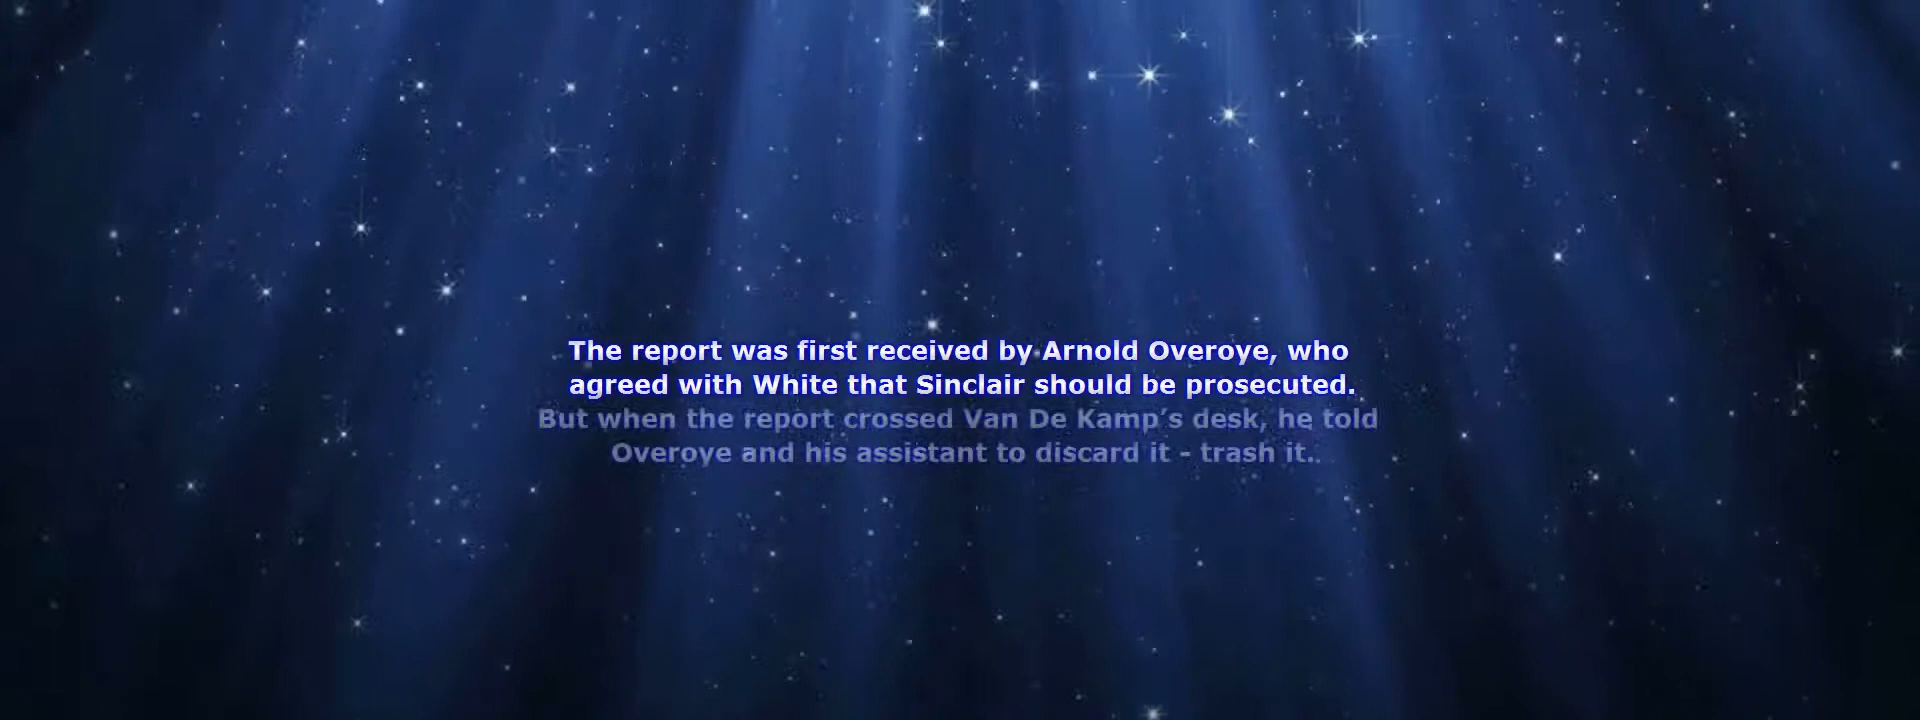 The report was first received by Arnold Overoye, who
agreed with White that Sinclair should be prosecuted.
But when the report crossed Van De Kamp’s desk, he told
Overoye and his assistant to discard it - trash it..